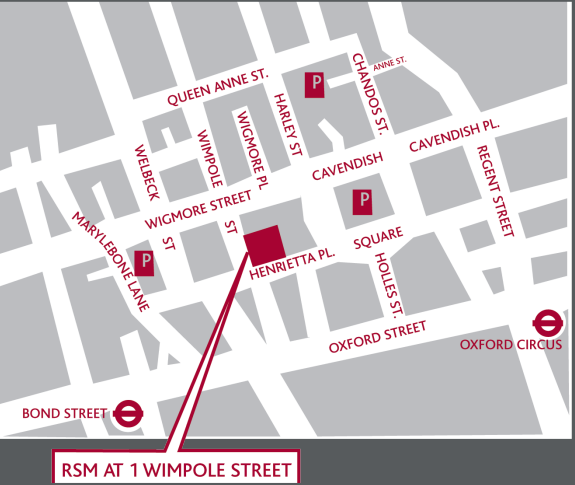 QUEEN ANNE ST.
P
ANNE ST.
CHANDOS ST.
HARLEY ST
WIGMORE PL
WIMPOLE
ST
WELBECK
ST
CAVENDISH
CAVENDISH PL.
REGENT STREET
WIGMORE STREET
P
MARYLEBONE LANE
P
HENRIETTA PL.
SQUARE
HOLLES ST.
OXFORD STREET
OXFORD CIRCUS
BOND STREET
RSM AT 1 WIMPOLE STREET